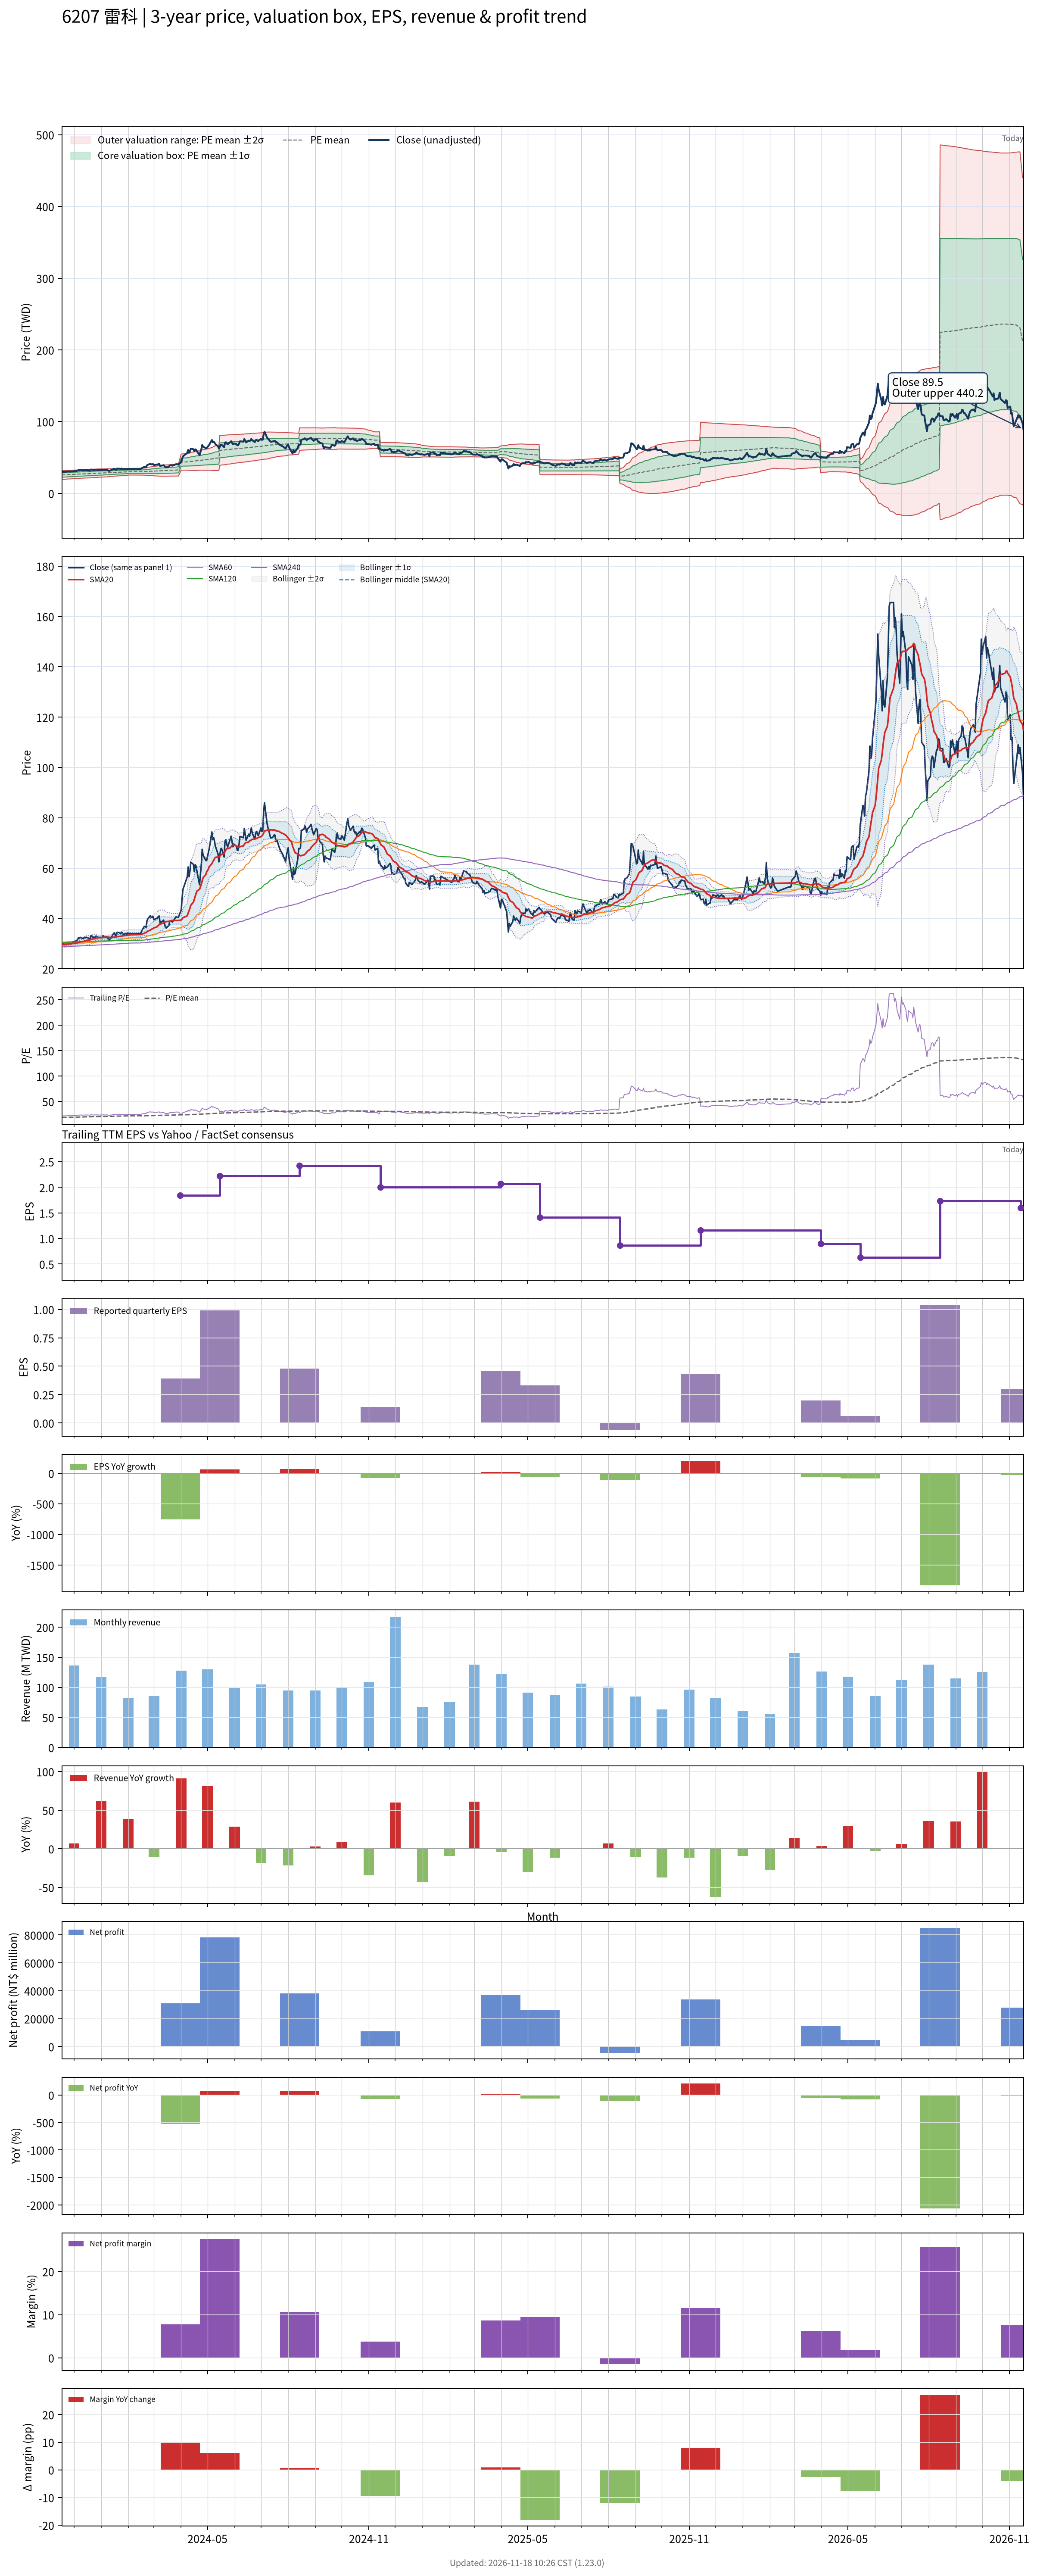 6207 雷科 | 3-year price, valuation box, EPS, revenue & profit trend
Outer valuation range: PE mean ±2σ
Core valuation box: PE mean ±1σ
PE mean
Close (unadjusted)
Today
500
400
300
200
100
0
Price (TWD)
Close 89.5
Outer upper 440.2
Close (same as panel 1)
SMA20
SMA60
SMA120
SMA240
Bollinger ±2σ
Bollinger ±1σ
Bollinger middle (SMA20)
180
160
140
120
100
80
60
40
20
Price
Trailing P/E
P/E mean
250
200
150
100
50
P/E
Trailing TTM EPS vs Yahoo / FactSet consensus
Today
2.5
2.0
1.5
1.0
0.5
EPS
Reported quarterly EPS
1.00
0.75
0.50
0.25
0.00
EPS
EPS YoY growth
0
-500
-1000
-1500
YoY (%)
Monthly revenue
200
150
100
50
0
Revenue (M TWD)
Revenue YoY growth
100
50
0
-50
YoY (%)
Month
Net profit
80000
60000
40000
20000
0
Net profit (NT$ million)
Net profit YoY
0
-500
-1000
-1500
-2000
YoY (%)
Net profit margin
20
10
0
Margin (%)
Margin YoY change
20
10
0
-10
-20
Δ margin (pp)
2024-05
2024-11
2025-05
2025-11
2026-05
2026-11
Updated: 2026-11-18 10:26 CST (1.23.0)